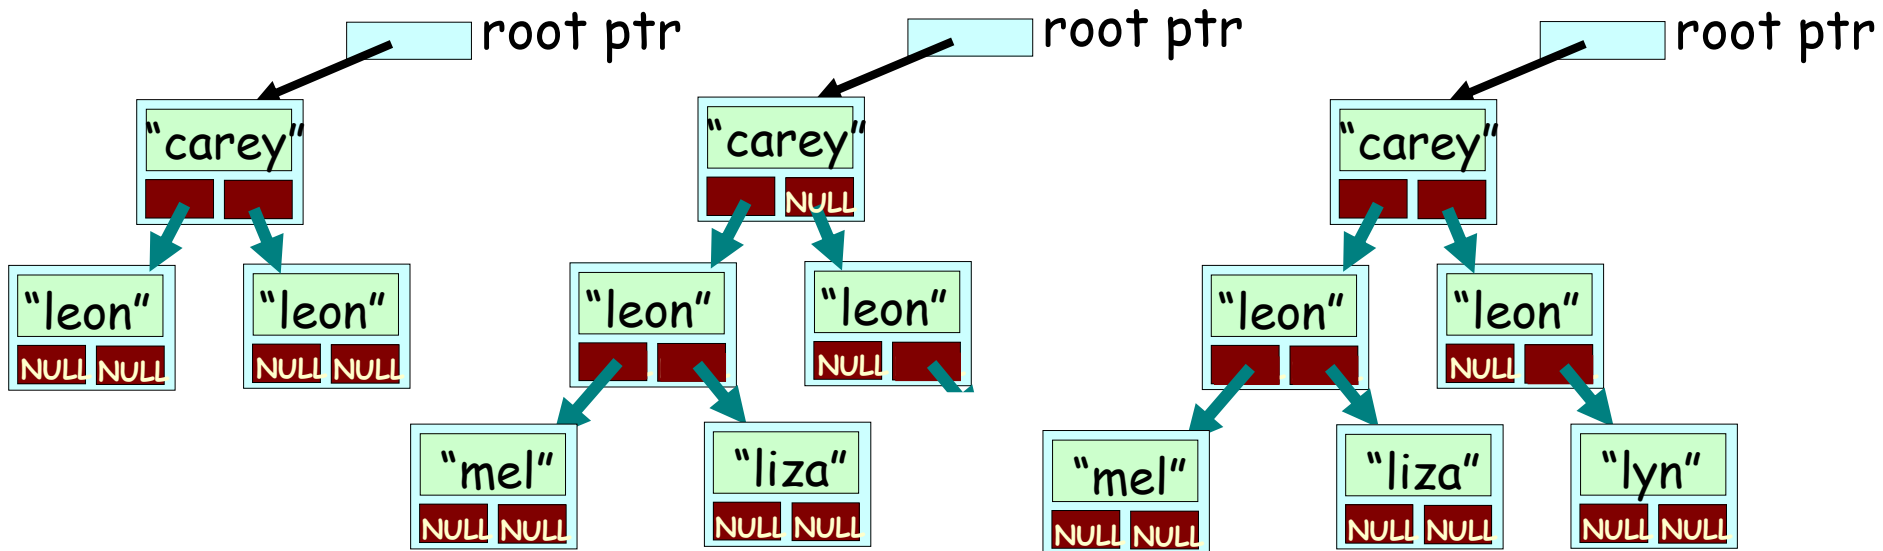 root ptr root ptr root ptr
“carey” “carey” “carey”
NULL
“leon” “leon” “leon” “leon” “leon” “leon”
NULL NULL NULL NULL NULL NULL
“mel” “liza” “mel” “liza” “lyn”
NULL NULL NULL NULL NULL NULL NULL NULL NULL NULL